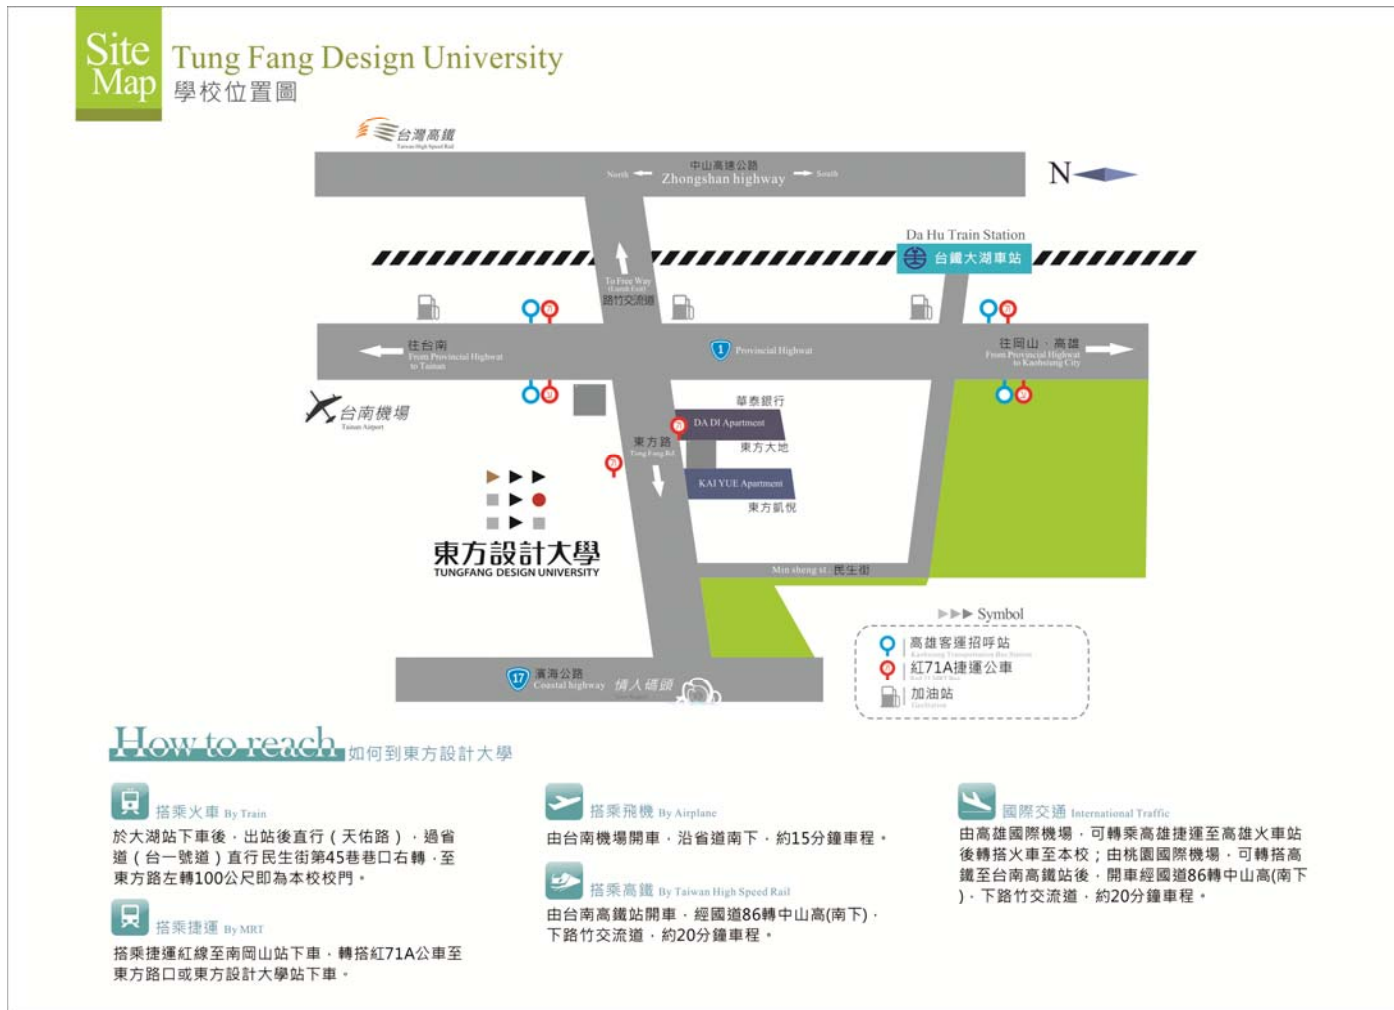 Site
Map
Tung Fang Design University
學校位置圖
台灣高鐵
Taiwan High Speed Rail
中山高速公路
North
Zhongshan highway
South
N
Da Hu Train Station
台鐵大湖車站
To Free Way
路竹交流道
往台南
From Provincial Highwat
to Tainan
1
Provincial Highwat
往岡山．高雄
From Provincial Highwat
to Kaohsiung City
台南機場
Tainan Airport
華泰銀行
DA DI Apartment
東方大地
東方路
Tong Fang Rd.
KAI YUE Apartment
東方凱悅
東方設計大學
TUNGFANG DESIGN UNIVERSITY
Min sheng st. 民生街
17
濱海公路
Coastal highway
情人碼頭
Symbol
高雄客運招呼站
紅71A捷運公車
加油站
GasStation
How to reach 如何到東方設計大學
搭乘火車 By Train
於大湖站下車後，出站後直行（天佑路），過省
道（台一號道）直行民生街第45巷巷口右轉，至
東方路左轉100公尺即為本校校門。
搭乘捷運 By MRT
搭乘捷運紅線至南岡山站下車，轉搭紅71A公車至
東方路口或東方設計大學站下車。
搭乘飛機 By Airplane
由台南機場開車，沿省道南下，約15分鐘車程。
搭乘高鐵 By Taiwan High Speed Rail
由台南高鐵站開車，經國道86轉中山高(南下)，
下路竹交流道，約20分鐘車程。
國際交通 International Traffic
由高雄國際機場，可轉乘高雄捷運至高雄火車站
後轉搭火車至本校；由桃園國際機場，可轉搭高
鐵至台南高鐵站後，開車經國道86轉中山高(南下
)，下路竹交流道，約20分鐘車程。